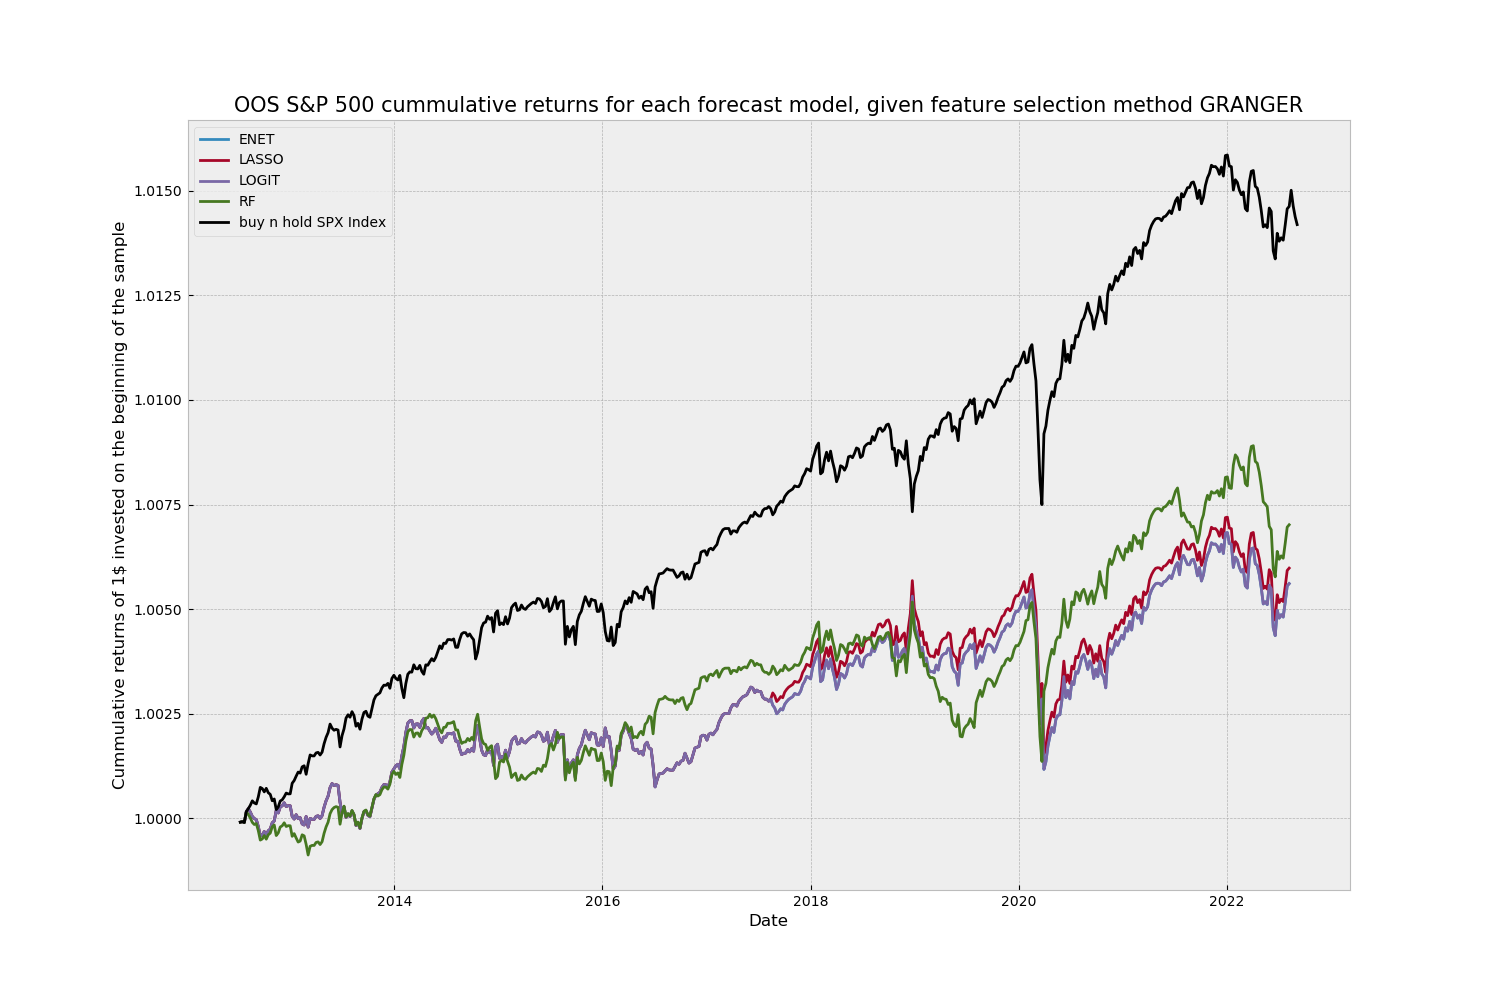 OOS S&P 500 cummulative returns for each forecast model, given feature selection method GRANGER
ENET
LASSO
LOGIT
RF
buy n hold SPX Index
Cummulative returns of 1$ invested on the beginning of the sample
1.0150
1.0125
1.0100
1.0075
1.0050
1.0025
1.0000
2014
2016
2018
2020
2022
Date